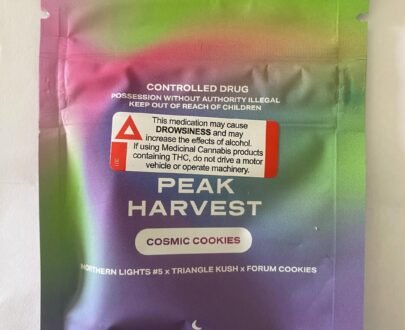 CONTROLLED DRUG
POSSESSION WITHOUT AUTHORITY ILLEGAL
KEEP OUT OF REACH OF CHILDREN
This medication may cause
DROWSINESS and may
increase the effects of alcohol.
If using Medicinal Cannabis products
containing THC, do not drive a motor
vehicle or operate machinery.
PEAK
HARVEST
COSMIC COOKIES
NORTHERN LIGHTS #5 x TRIANGLE KUSH x FORUM COOKIES